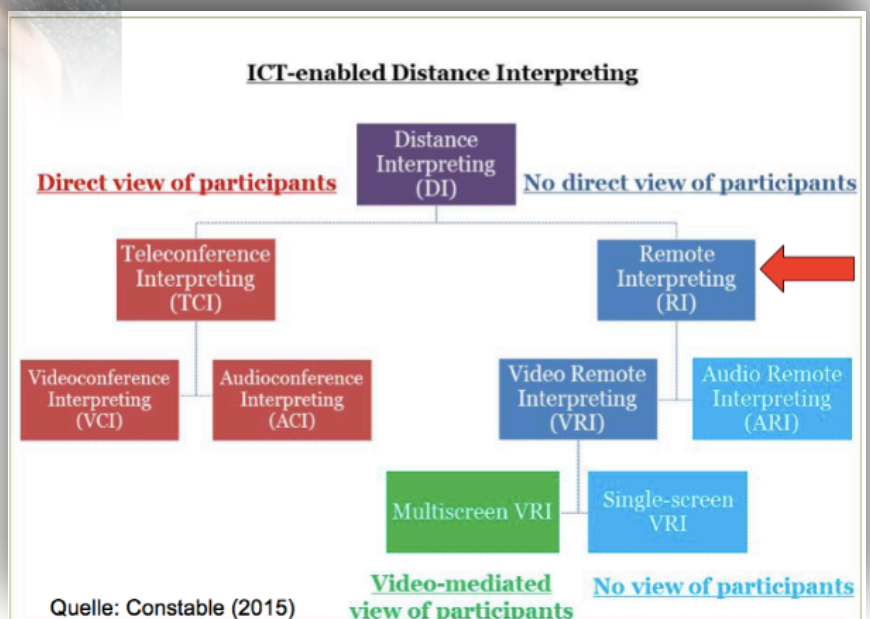 ICT-enabled Distance Interpreting
Distance
Interpreting
(DI)
Direct view of participants
No direct view of participants
Teleconference
Interpreting
(TCI)
Remote
Interpreting
(RI)
Videoconference
Interpreting
(VCI)
Audioconference
Interpreting
(ACI)
Video Remote
Interpreting
(VRI)
Audio Remote
Interpreting
(ARI)
Multiscreen VRI
Single-screen
VRI
Video-mediated
view of participants
No view of participants
Quelle: Constable (2015)